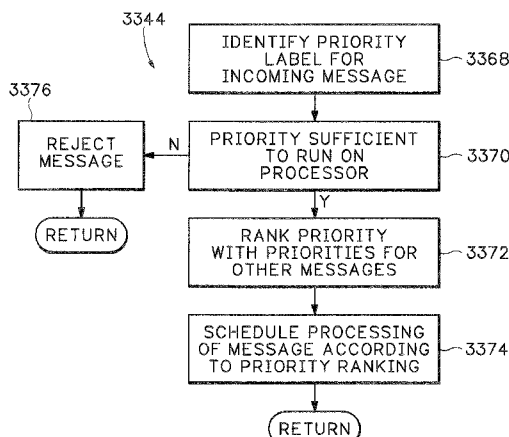 3344
IDENTIFY PRIORITY
LABEL FOR
INCOMING MESSAGE
3368
3376
REJECT
MESSAGE
N
PRIORITY SUFFICIENT
TO RUN ON
PROCESSOR
3370
RETURN
Y
RANK PRIORITY
WITH PRIORITIES FOR
OTHER MESSAGES
3372
SCHEDULE PROCESSING
OF MESSAGE ACCORDING
TO PRIORITY RANKING
3374
RETURN